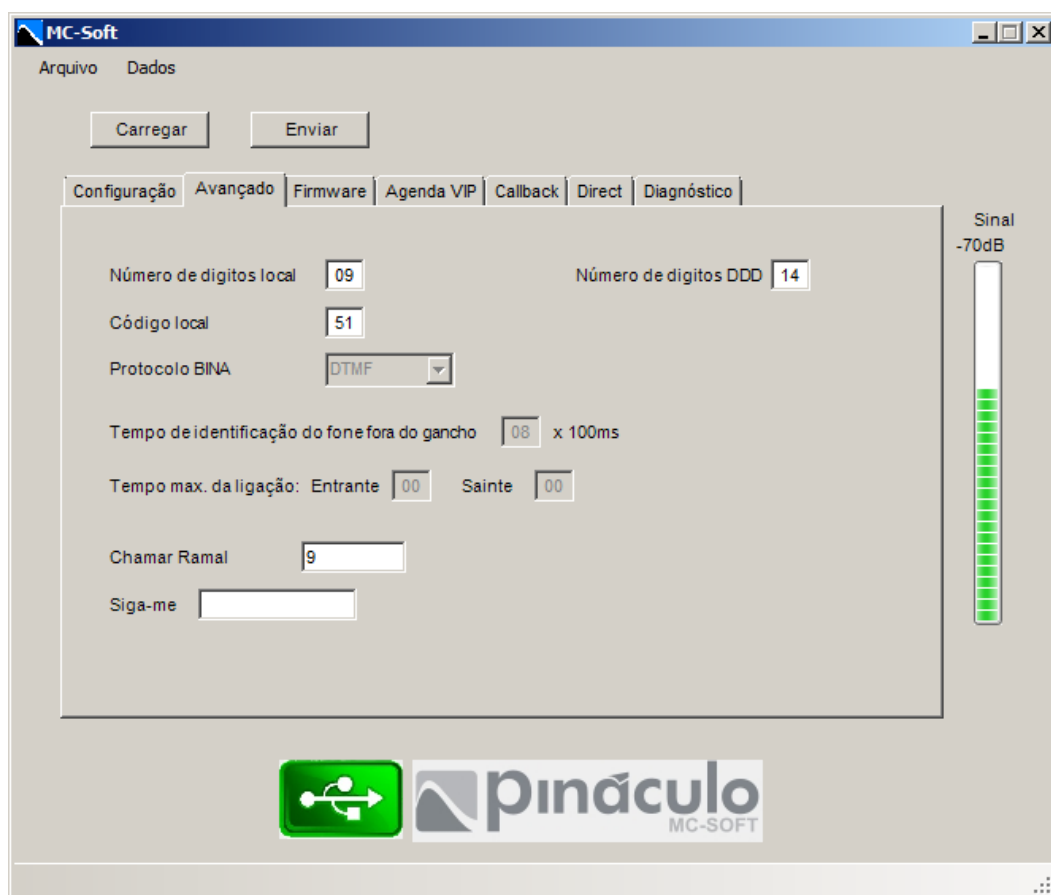 MC-Soft
Arquivo Dados
Carregar Enviar
Configuração Avançado Firmware Agenda VIP Callback Direct Diagnóstico
Sinal
-70dB
Número de digitos local 09 Número de digitos DDD 14
Código local 51
Protocolo BINA DTMF
Tempo de identificação do fone fora do gancho 08 x 100ms
Tempo max. da ligação: Entrante 00 Sainte 00
Chamar Ramal 9
Siga-me
pináculo
MC-SOFT